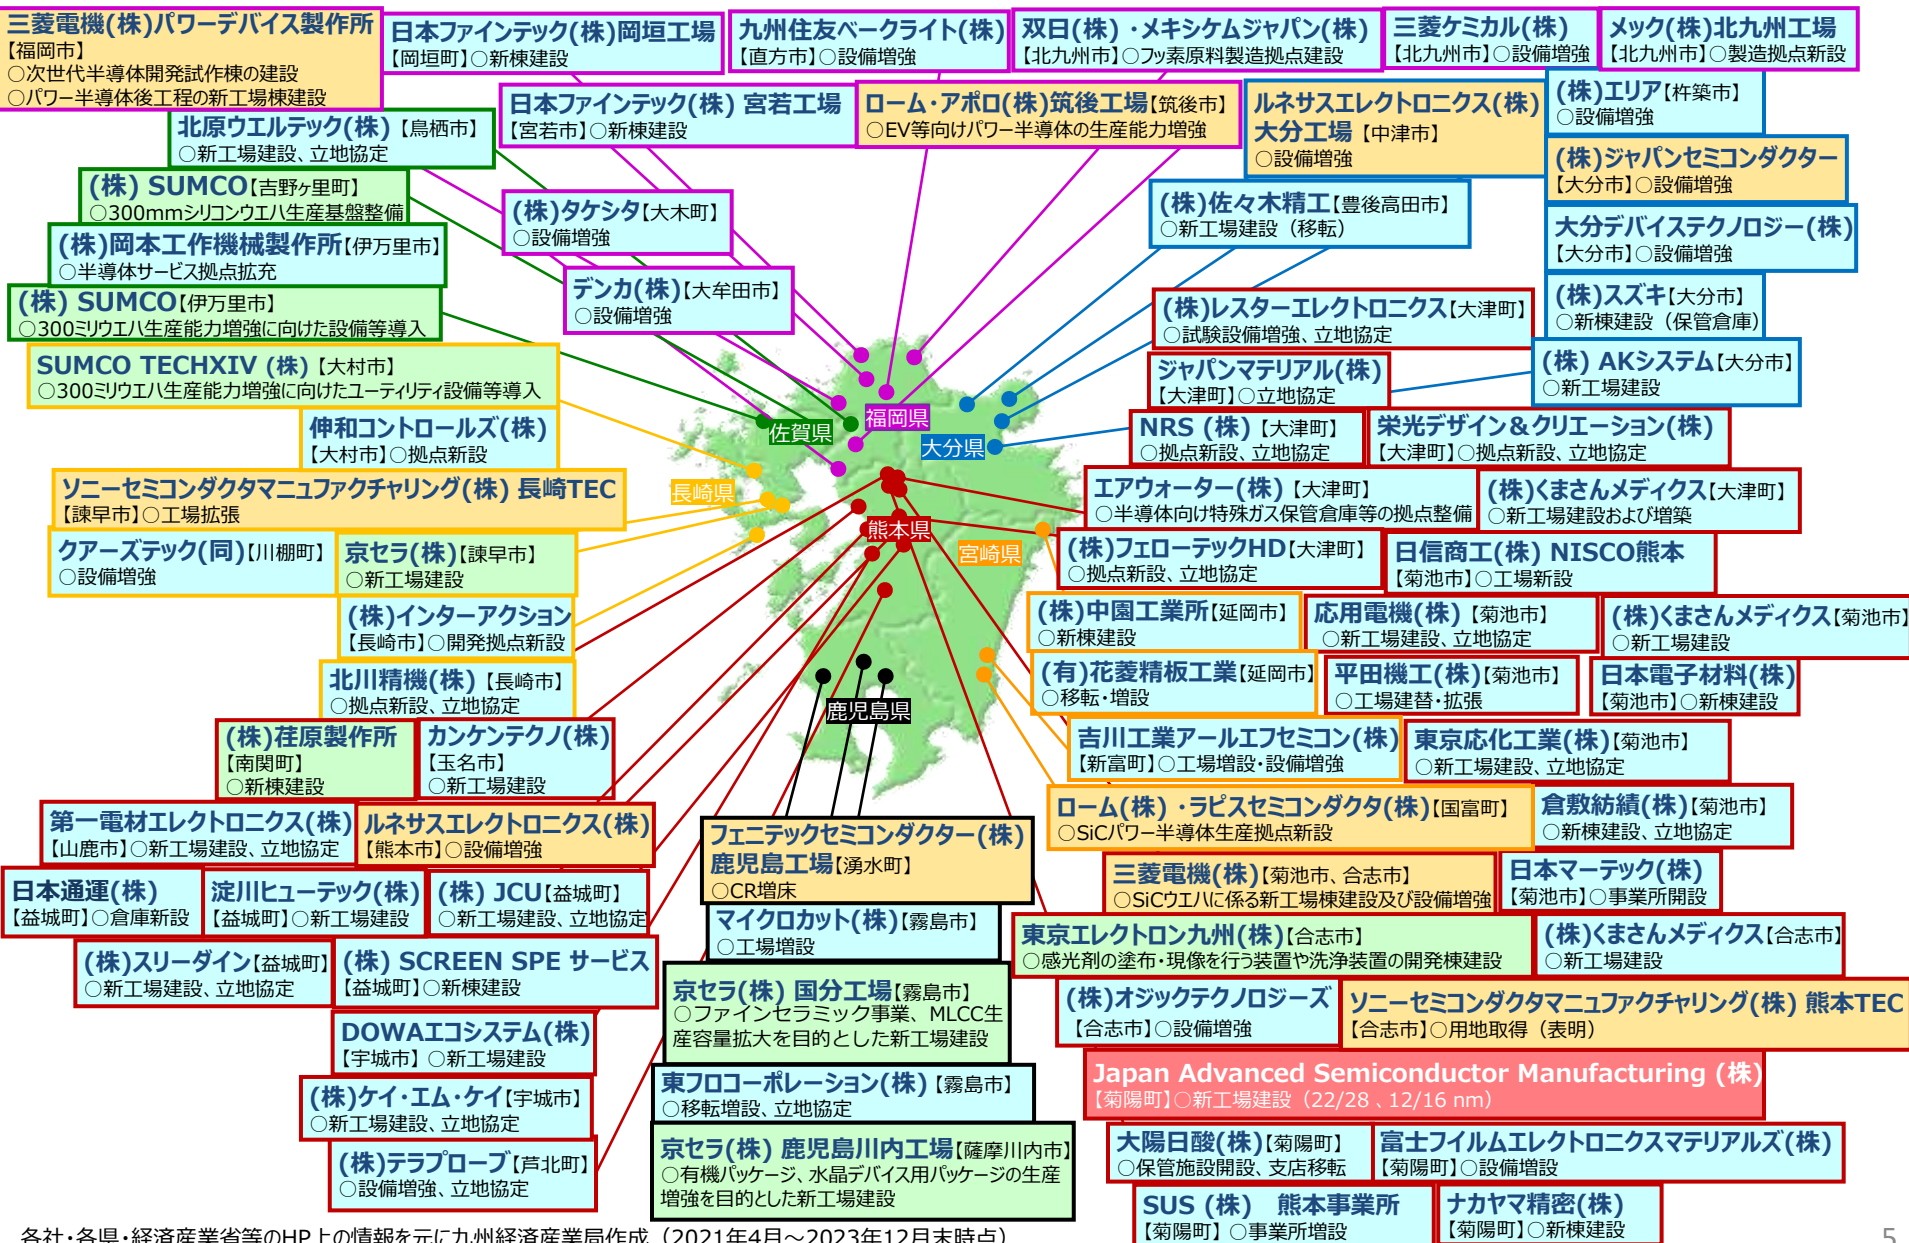 三菱電機(株)パワーデバイス製作所
【福岡市】
○次世代半導体開発試作棟の建設
○パワー半導体後工程の新工場棟建設
日本ファインテック(株)岡垣工場
【岡垣町】○新棟建設
九州住友ベークライト(株)
【直方市】○設備増強
双日(株)・メキシケムジャパン(株)
【北九州市】○フッ素原料製造拠点建設
三菱ケミカル(株)
【北九州市】○設備増強
メック(株)北九州工場
【北九州市】○製造拠点新設
北原ウエルテック(株)【鳥栖市】
○新工場建設、立地協定
日本ファインテック(株) 宮若工場
【宮若市】○新棟建設
ローム・アポロ(株)筑後工場【筑後市】
○EV等向けパワー半導体の生産能力増強
ルネサスエレクトロニクス(株)
大分工場【中津市】
○設備増強
(株)エリア【杵築市】
○設備増強
(株)ジャパンセミコンダクター
【大分市】○設備増強
(株) SUMCO【吉野ヶ里町】
○300mmシリコンウエハ生産基盤整備
(株)タケシタ【大木町】
○設備増強
(株)佐々木精工【豊後高田市】
○新工場建設（移転）
大分デバイステクノロジー(株)
【大分市】○設備増強
(株)岡本工作機械製作所【伊万里市】
○半導体サービス拠点拡充
デンカ(株)【大牟田市】
○設備増強
(株)レスターエレクトロニクス【大津町】
○試験設備増強、立地協定
(株)スズキ【大分市】
○新棟建設（保管倉庫）
(株) SUMCO【伊万里市】
○300ミリウエハ生産能力増強に向けた設備等導入
SUMCO TECHXIV (株)【大村市】
○300ミリウエハ生産能力増強に向けたユーティリティ設備等導入
ジャパンマテリアル(株)
【大津町】○立地協定
(株) AKシステム【大分市】
○新工場建設
伸和コントロールズ(株)
【大村市】○拠点新設
福岡県
佐賀県
大分県
長崎県
熊本県
宮崎県
鹿児島県
NRS (株)【大津町】
○拠点新設、立地協定
栄光デザイン＆クリエーション(株)
【大津町】○拠点新設、立地協定
ソニーセミコンダクタマニュファクチャリング(株) 長崎TEC
【諫早市】○工場拡張
エアウォーター(株)【大津町】
○半導体向け特殊ガス保管倉庫等の拠点整備
(株)くまさんメディクス【大津町】
○新工場建設および増築
クアーズテック(同)【川棚町】
○設備増強
京セラ(株)【諫早市】
○新工場建設
(株)フェローテックHD【大津町】
○拠点新設、立地協定
日信商工(株) NISCO熊本
【菊池市】○工場新設
(株)インターアクション
【長崎市】○開発拠点新設
(株)中園工業所【延岡市】
○新棟建設
応用電機(株)【菊池市】
○新工場建設、立地協定
(株)くまさんメディクス【菊池市】
○新工場建設
北川精機(株)【長崎市】
○拠点新設、立地協定
(有)花菱精板工業【延岡市】
○移転・増設
平田機工(株)【菊池市】
○工場建替・拡張
日本電子材料(株)
【菊池市】○新棟建設
(株)荏原製作所
【南関町】
○新棟建設
カンケンテクノ(株)
【玉名市】
○新工場建設
吉川工業アールエフセミコン(株)
【新富町】○工場増設・設備増強
東京応化工業(株)【菊池市】
○新工場建設、立地協定
第一電材エレクトロニクス(株)
【山鹿市】○新工場建設、立地協定
ルネサスエレクトロニクス(株)
【熊本市】○設備増強
フェニテックセミコンダクター(株)
鹿児島工場【湧水町】
○CR増床
ローム(株)・ラピスセミコンダクタ(株)【国富町】
○SiCパワー半導体生産拠点新設
倉敷紡績(株)【菊池市】
○新棟建設、立地協定
日本通運(株)
【益城町】○倉庫新設
淀川ヒューテック(株)
【益城町】○新工場建設
(株) JCU【益城町】
○新工場建設、立地協定
三菱電機(株)【菊池市、合志市】
○SiCウエハに係る新工場棟建設及び設備増強
日本マーテック(株)
【菊池市】○事業所開設
マイクロカット(株)【霧島市】
○工場増設
東京エレクトロン九州(株)【合志市】
○感光剤の塗布・現像を行う装置や洗浄装置の開発棟建設
(株)くまさんメディクス【合志市】
○新工場建設
(株)スリーダイン【益城町】
○新工場建設、立地協定
(株) SCREEN SPE サービス
【益城町】○新棟建設
京セラ(株) 国分工場【霧島市】
○ファインセラミック事業、MLCC生
産容量拡大を目的とした新工場建設
(株)オジックテクノロジーズ
【合志市】○設備増強
ソニーセミコンダクタマニュファクチャリング(株) 熊本TEC
【合志市】○用地取得（表明）
DOWAエコシステム(株)
【宇城市】○新工場建設
Japan Advanced Semiconductor Manufacturing (株)
【菊陽町】○新工場建設（22/28 、12/16 nm）
(株)ケイ・エム・ケイ【宇城市】
○新工場建設、立地協定
東フロコーポレーション(株)【霧島市】
○移転増設、立地協定
大陽日酸(株)【菊陽町】
○保管施設開設、支店移転
富士フイルムエレクトロニクスマテリアルズ(株)
【菊陽町】○設備増設
(株)テラプローブ【芦北町】
○設備増強、立地協定
京セラ(株) 鹿児島川内工場【薩摩川内市】
○有機パッケージ、水晶デバイス用パッケージの生産
増強を目的とした新工場建設
SUS (株)　熊本事業所
【菊陽町】○事業所増設
ナカヤマ精密(株)
【菊陽町】○新棟建設
各社・各県・経済産業省等のHP上の情報を元に九州経済産業局作成（2021年4月～2023年12月末時点）
5